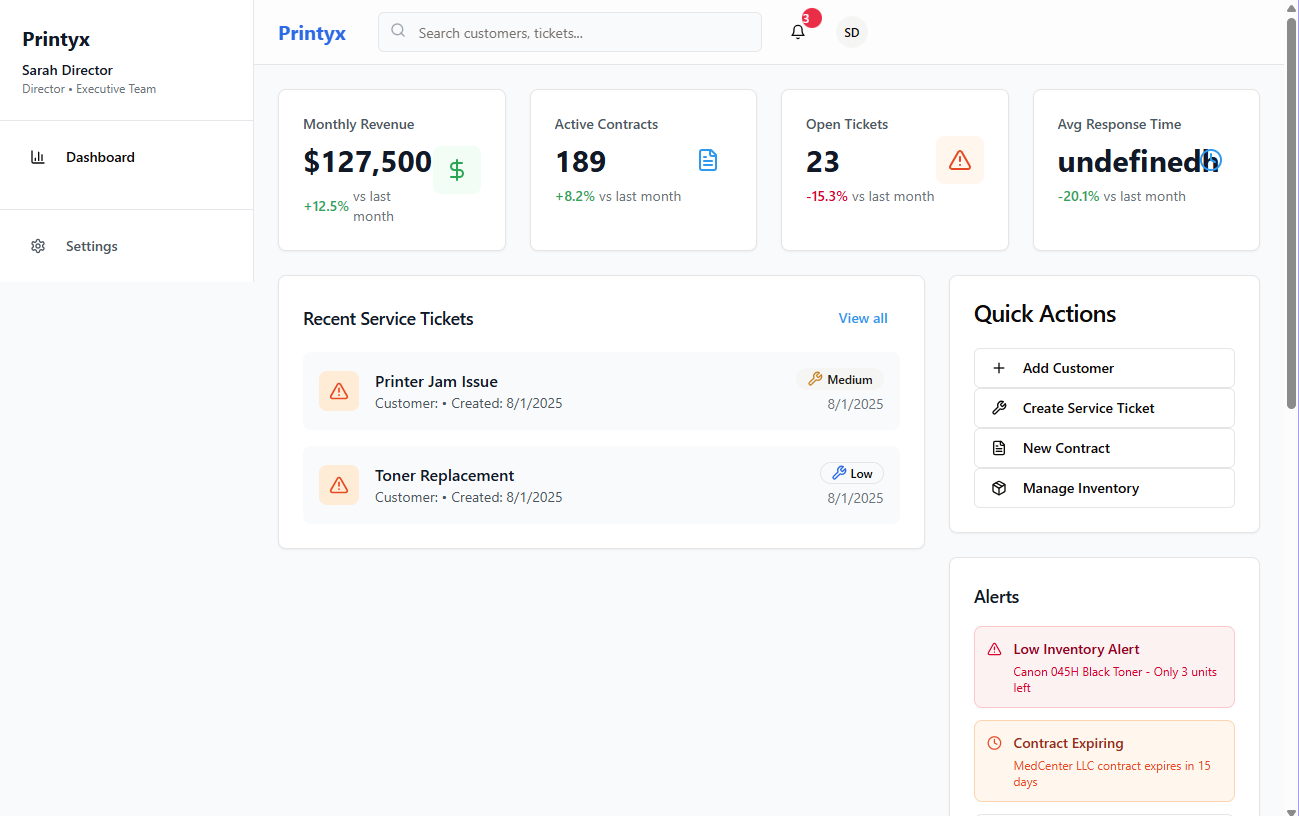 Printyx
Sarah Director
Director • Executive Team
Dashboard
Settings
Printyx
Search customers, tickets...
3
SD
Monthly Revenue
$127,500
+12.5% vs last
month
Active Contracts
189
+8.2% vs last month
Open Tickets
23
-15.3% vs last month
Avg Response Time
undefinedh
-20.1% vs last month
Recent Service Tickets
View all
Printer Jam Issue
Customer: • Created: 8/1/2025
Medium
8/1/2025
Toner Replacement
Customer: • Created: 8/1/2025
Low
8/1/2025
Quick Actions
Add Customer
Create Service Ticket
New Contract
Manage Inventory
Alerts
Low Inventory Alert
Canon 045H Black Toner - Only 3 units
left
Contract Expiring
MedCenter LLC contract expires in 15
days